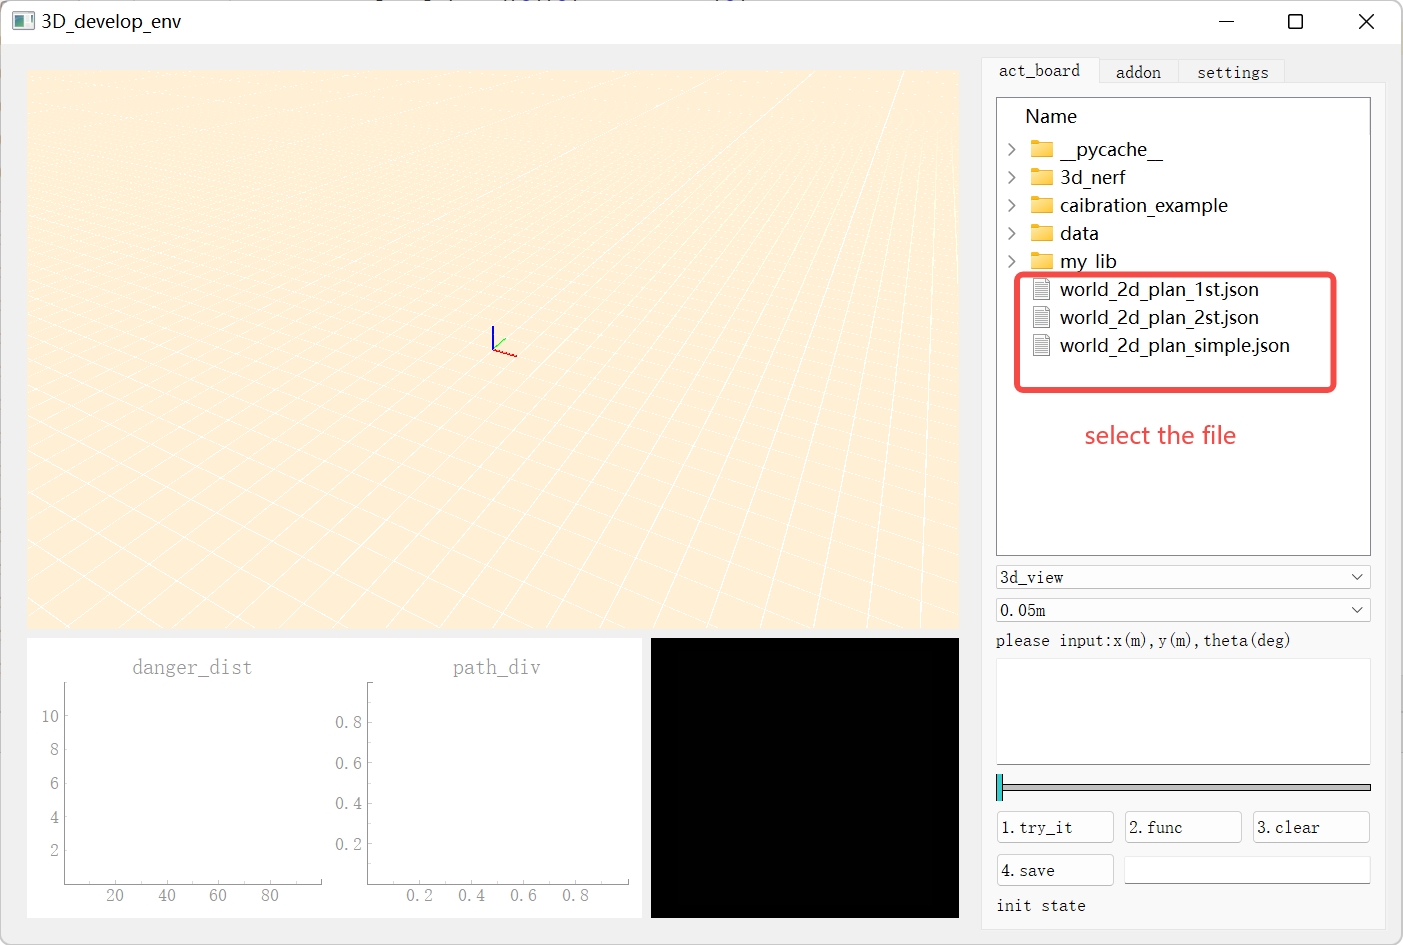 3D_develop_env
act_board
addon
settings
Name
__pycache__
3d_nerf
caibration_example
data
my_lib
world_2d_plan_1st.json
world_2d_plan_2st.json
world_2d_plan_simple.json
select the file
3d_view
0.05m
please input:x(m),y(m),theta(deg)
1.try_it
2.func
3.clear
4.save
init state
danger_dist
10
8
6
4
2
20 40 60 80
path_div
0.8
0.6
0.4
0.2
0.2 0.4 0.6 0.8